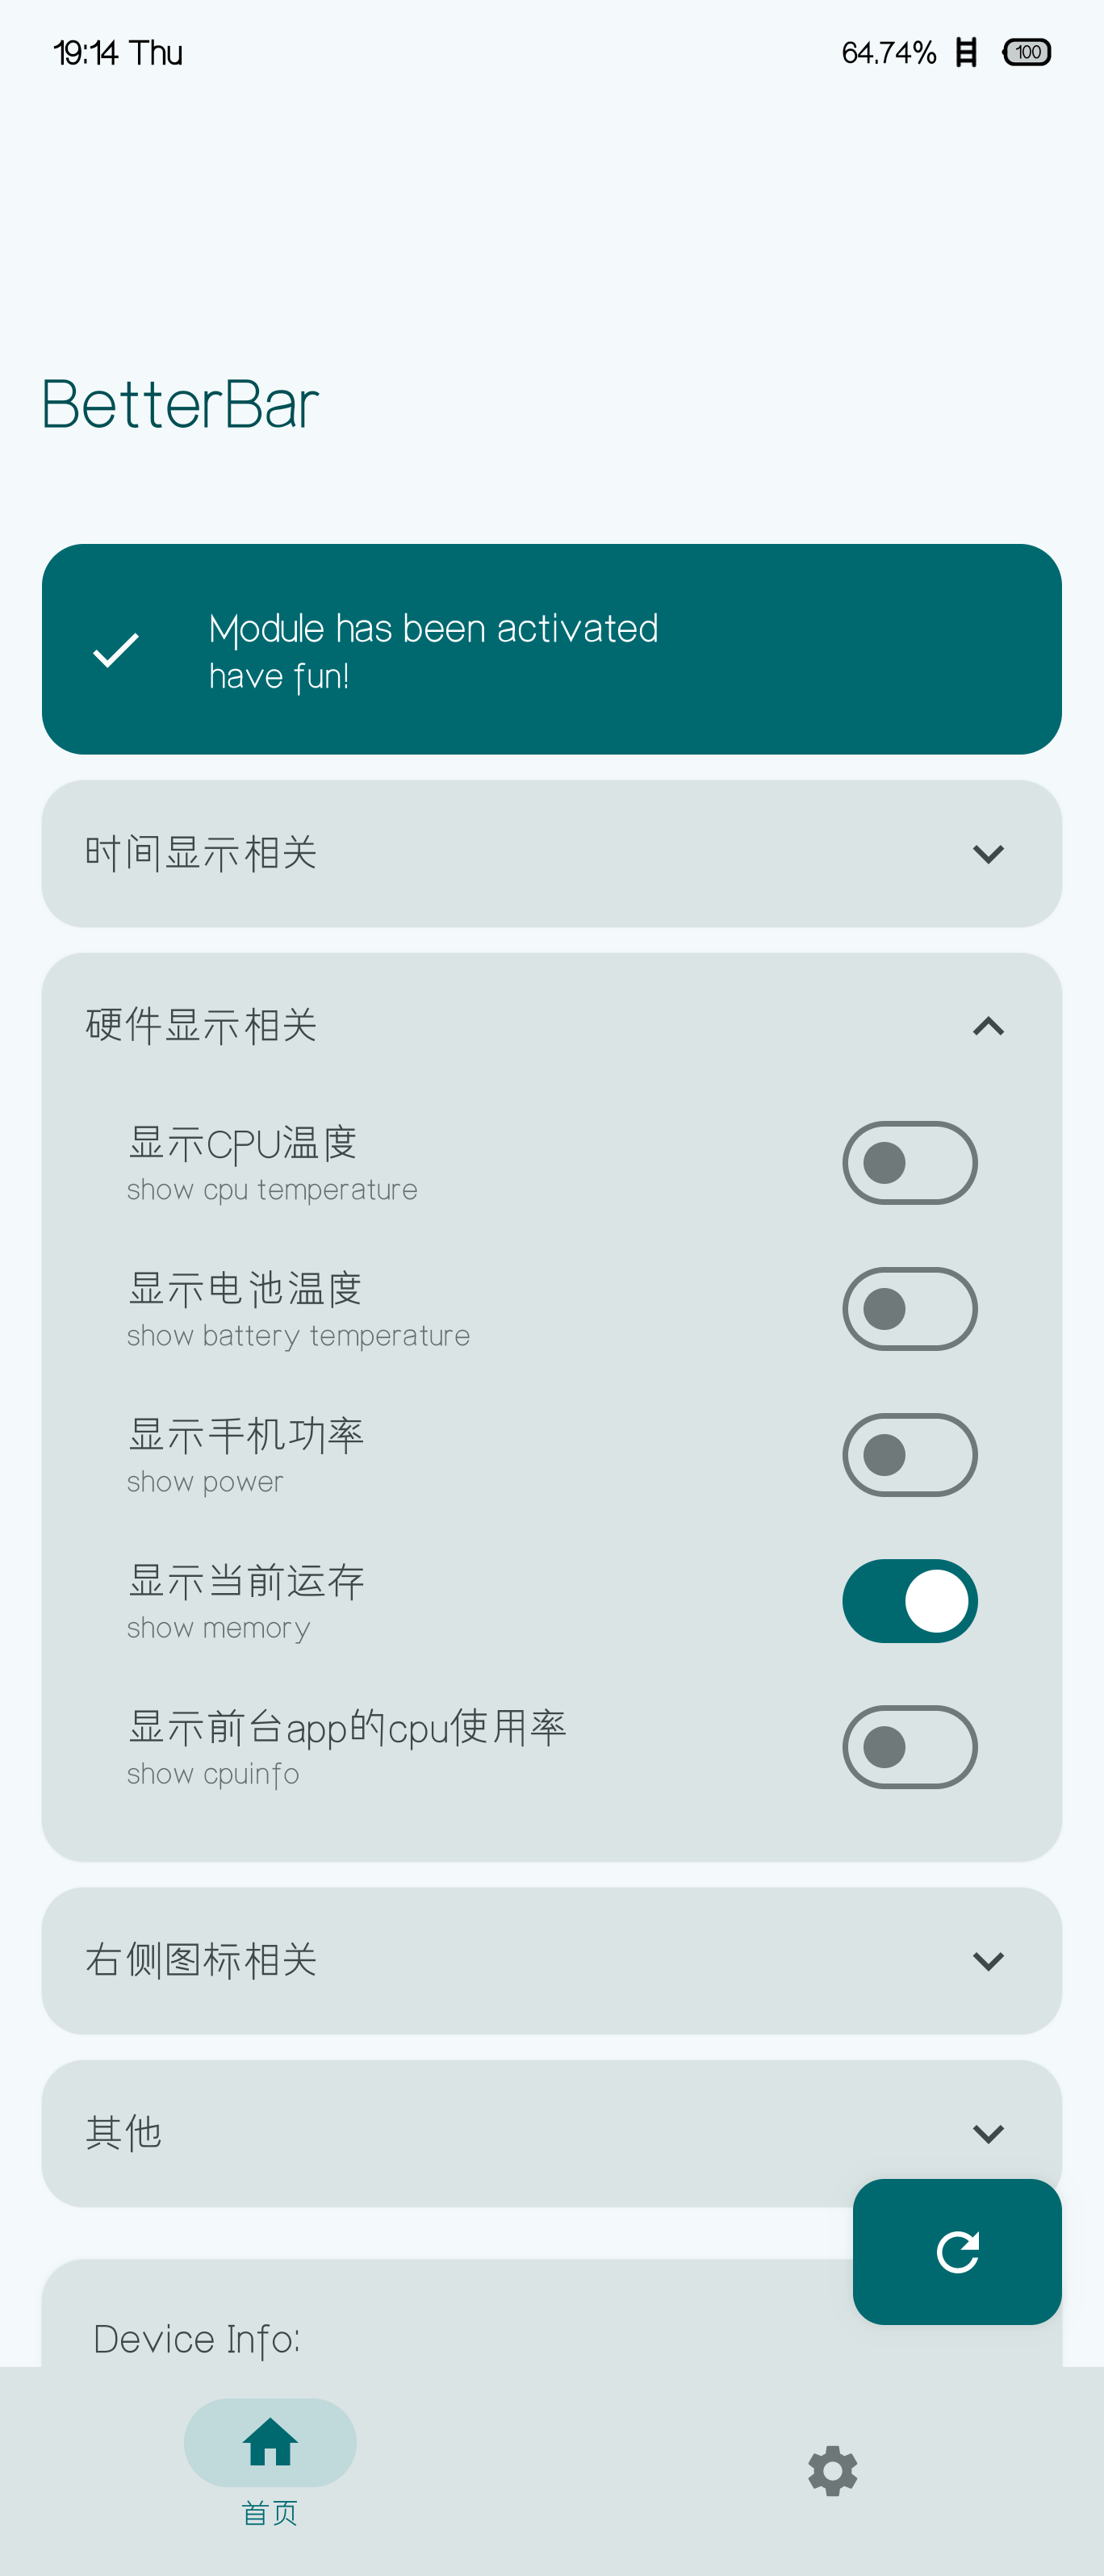 19:14 Thu
64.74%
100
BetterBar
Module has been activated
have fun!
时间显示相关
硬件显示相关
显示CPU温度
show cpu temperature
显示电池温度
show battery temperature
显示手机功率
show power
显示当前运存
show memory
显示前台app的cpu使用率
show cpuinfo
右侧图标相关
其他
Device Info:
首页